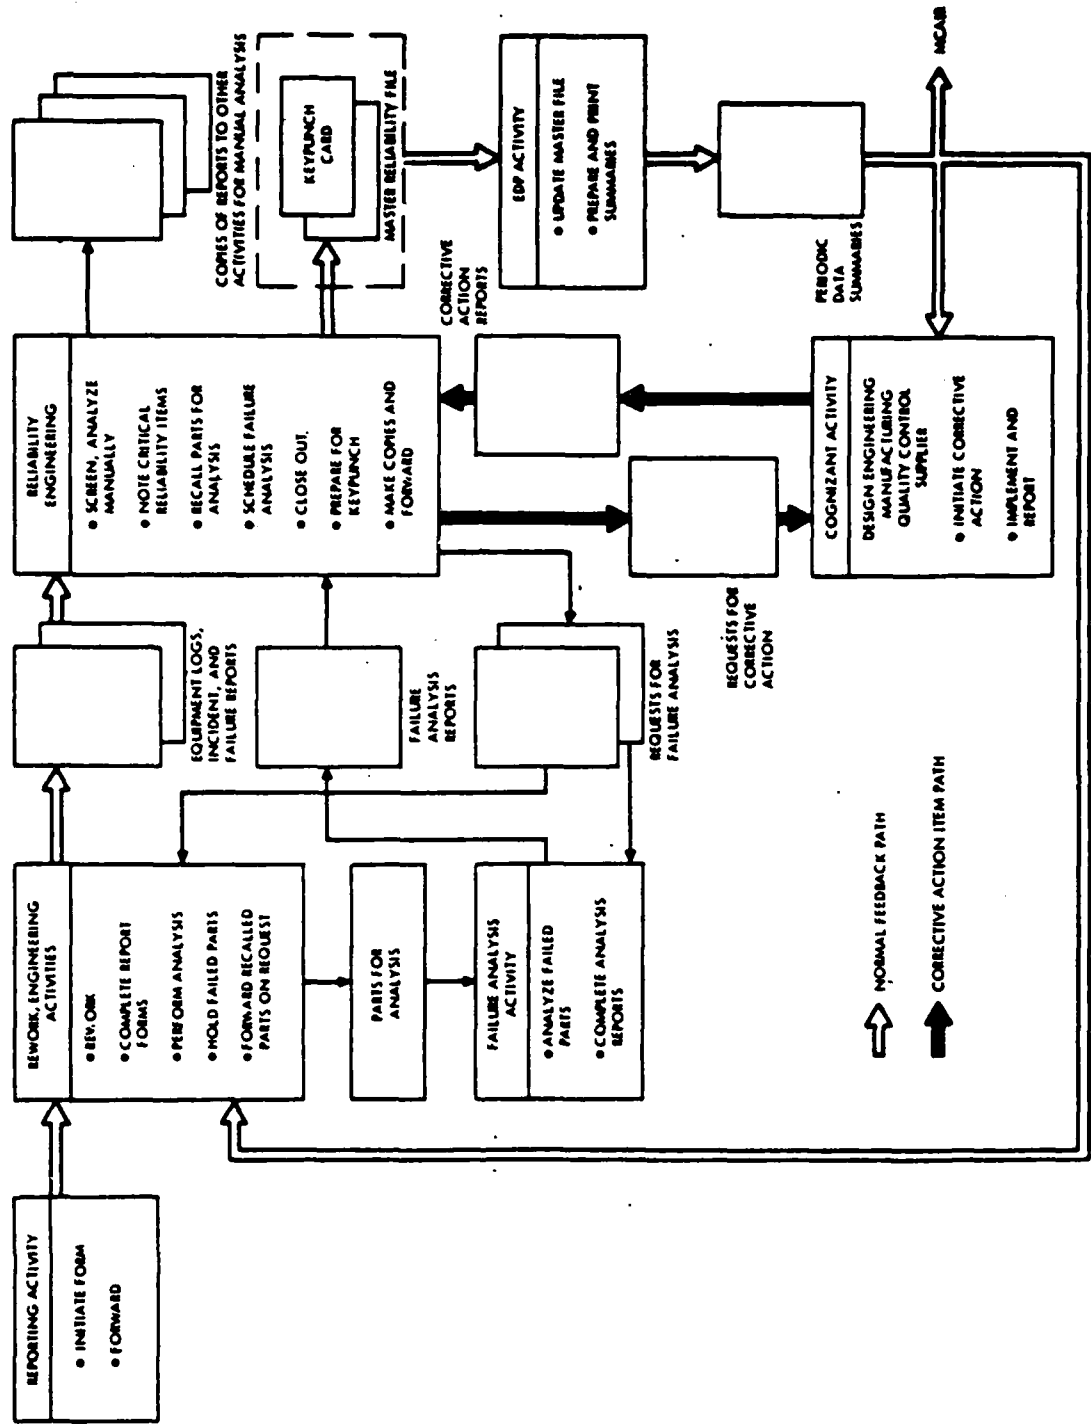 REPORTING ACTIVITY
• INITIATE FORM
• FORWARD
REWORK, ENGINEERING
ACTIVITIES
• REV.ORK
• COMPLETE REPORT
FORMS
• PERFORM ANALYSIS
• HOLD FAILED PARTS
• FORWARD RECALLED
PARTS ON REQUEST
PARTS FOR
ANALYSIS
FAILURE ANALYSIS
ACTIVITY
• ANALYZE FAILED
PARTS
• COMPLETE ANALYSIS
REPORTS
EQUIPMENT LOGS,
INCIDENT, AND
FAILURE REPORTS
FAILURE
ANALYSIS
REPORTS
REQUESTS FOR
FAILURE ANALYSIS
RELIABILITY
ENGINEERING
• SCREEN, ANALYZE
MANUALLY
• NOTE CRITICAL
RELIABILITY ITEMS
• RECALL PARTS FOR
ANALYSIS
• SCHEDULE FAILURE
ANALYSIS
• CLOSE OUT.
• PREPARE FOR
KEYPUNCH
• MAKE COPIES AND
FORWARD
REQUESTS FOR
CORRECTIVE
ACTION
CORRECTIVE
ACTION
REPORTS
COGNIZANT ACTIVITY
DESIGN ENGINEERING
MANUFACTURING
QUALITY CONTROL
SUPPLIER
• INITIATE CORRECTIVE
ACTION
• IMPLEMENT AND
REPORT
COPIES OF REPORTS TO OTHER
ACTIVITIES FOR MANUAL ANALYSIS
KEYPUNCH
CARD
MASTER RELIABILITY FILE
EDP ACTIVITY
• UPDATE MASTER FILE
• PREPARE AND PRINT
SUMMARIES
PERIODIC
DATA
SUMMARIES
MCAIR
NORMAL FEEDBACK PATH
CORRECTIVE ACTION ITEM PATH